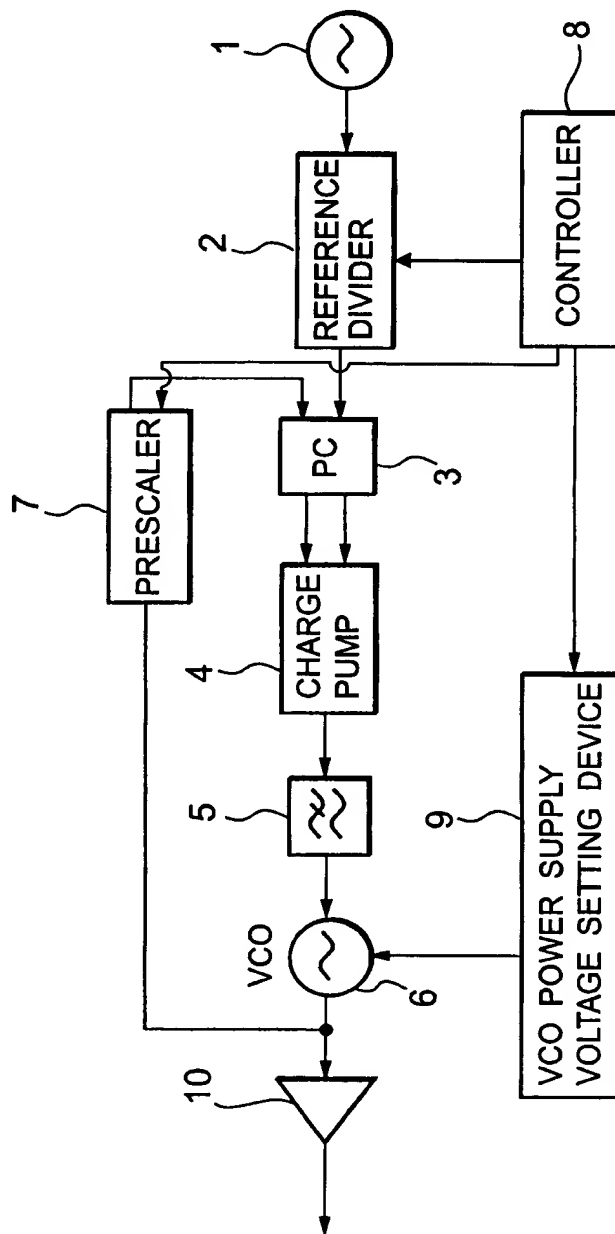 1
2
REFERENCE
DIVIDER
8
CONTROLLER
7
PRESCALER
PC
3
4
CHARGE
PUMP
5
VCO
6
9
VCO POWER SUPPLY
VOLTAGE SETTING DEVICE
10